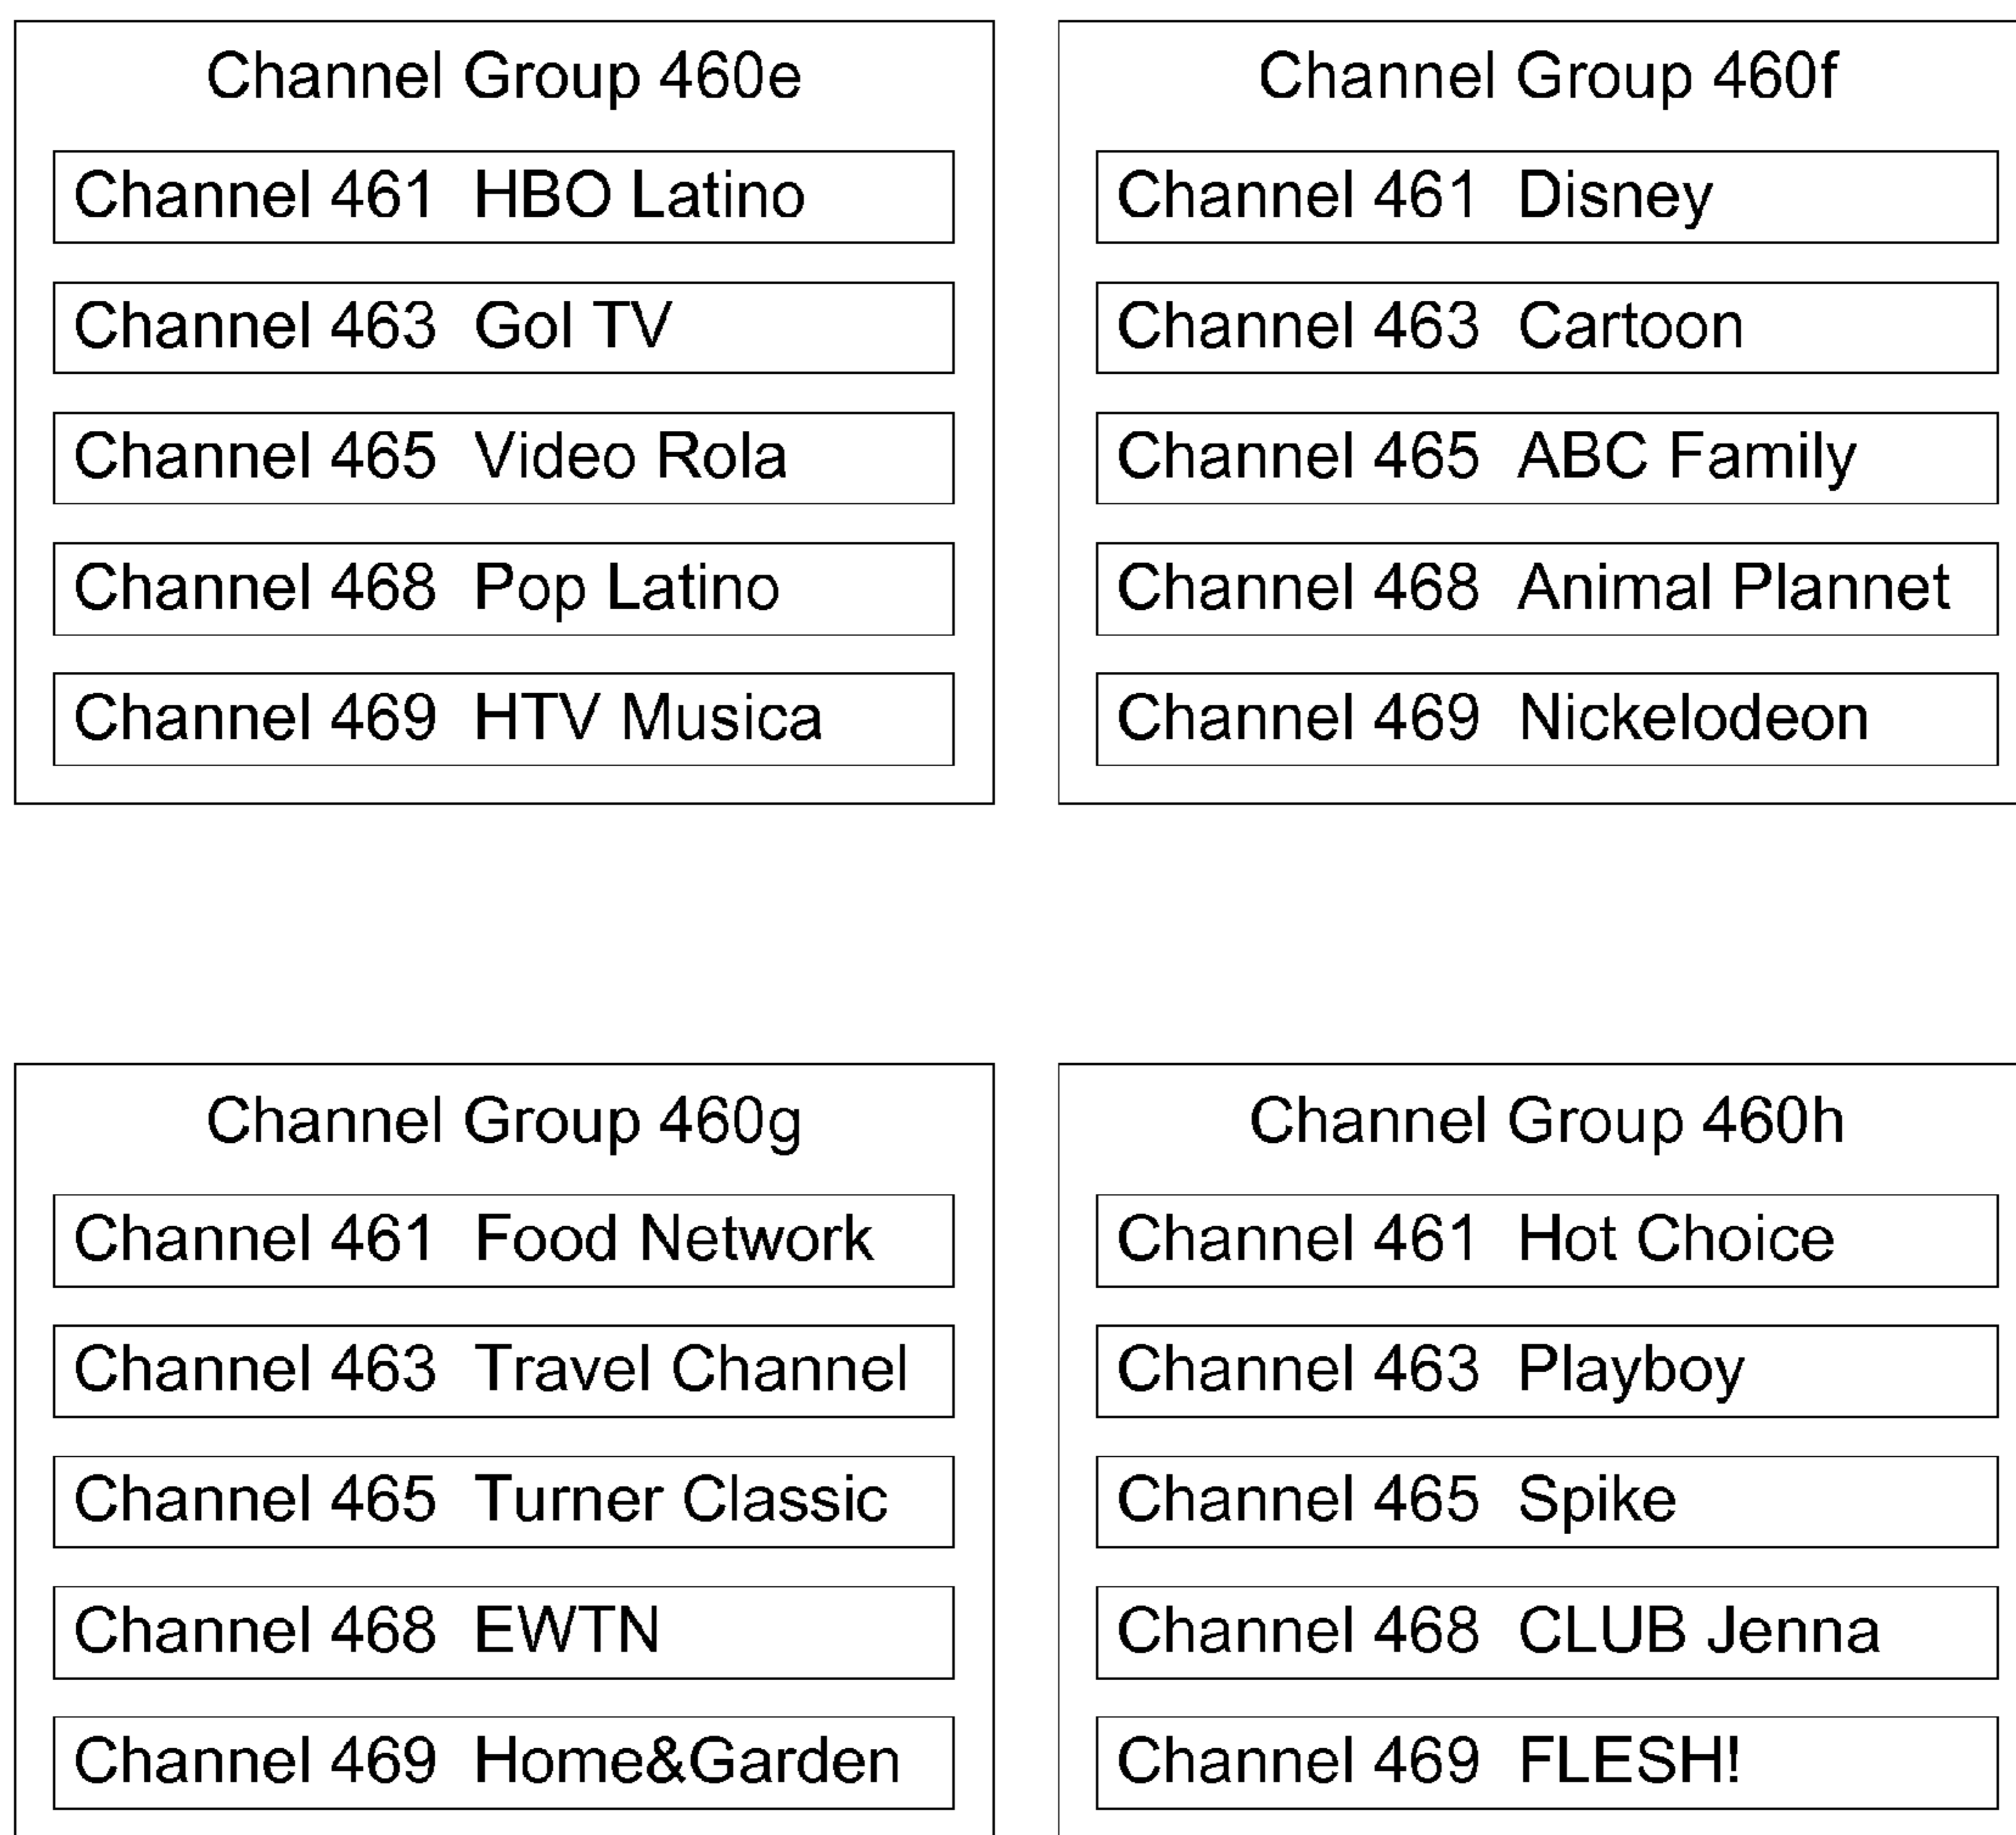 Channel Group 460e
Channel 461 HBO Latino
Channel 463 Gol TV
Channel 465 Video Rola
Channel 468 Pop Latino
Channel 469 HTV Musica
Channel Group 460f
Channel 461 Disney
Channel 463 Cartoon
Channel 465 ABC Family
Channel 468 Animal Plannet
Channel 469 Nickelodeon
Channel Group 460g
Channel 461 Food Network
Channel 463 Travel Channel
Channel 465 Turner Classic
Channel 468 EWTN
Channel 469 Home&Garden
Channel Group 460h
Channel 461 Hot Choice
Channel 463 Playboy
Channel 465 Spike
Channel 468 CLUB Jenna
Channel 469 FLESH!